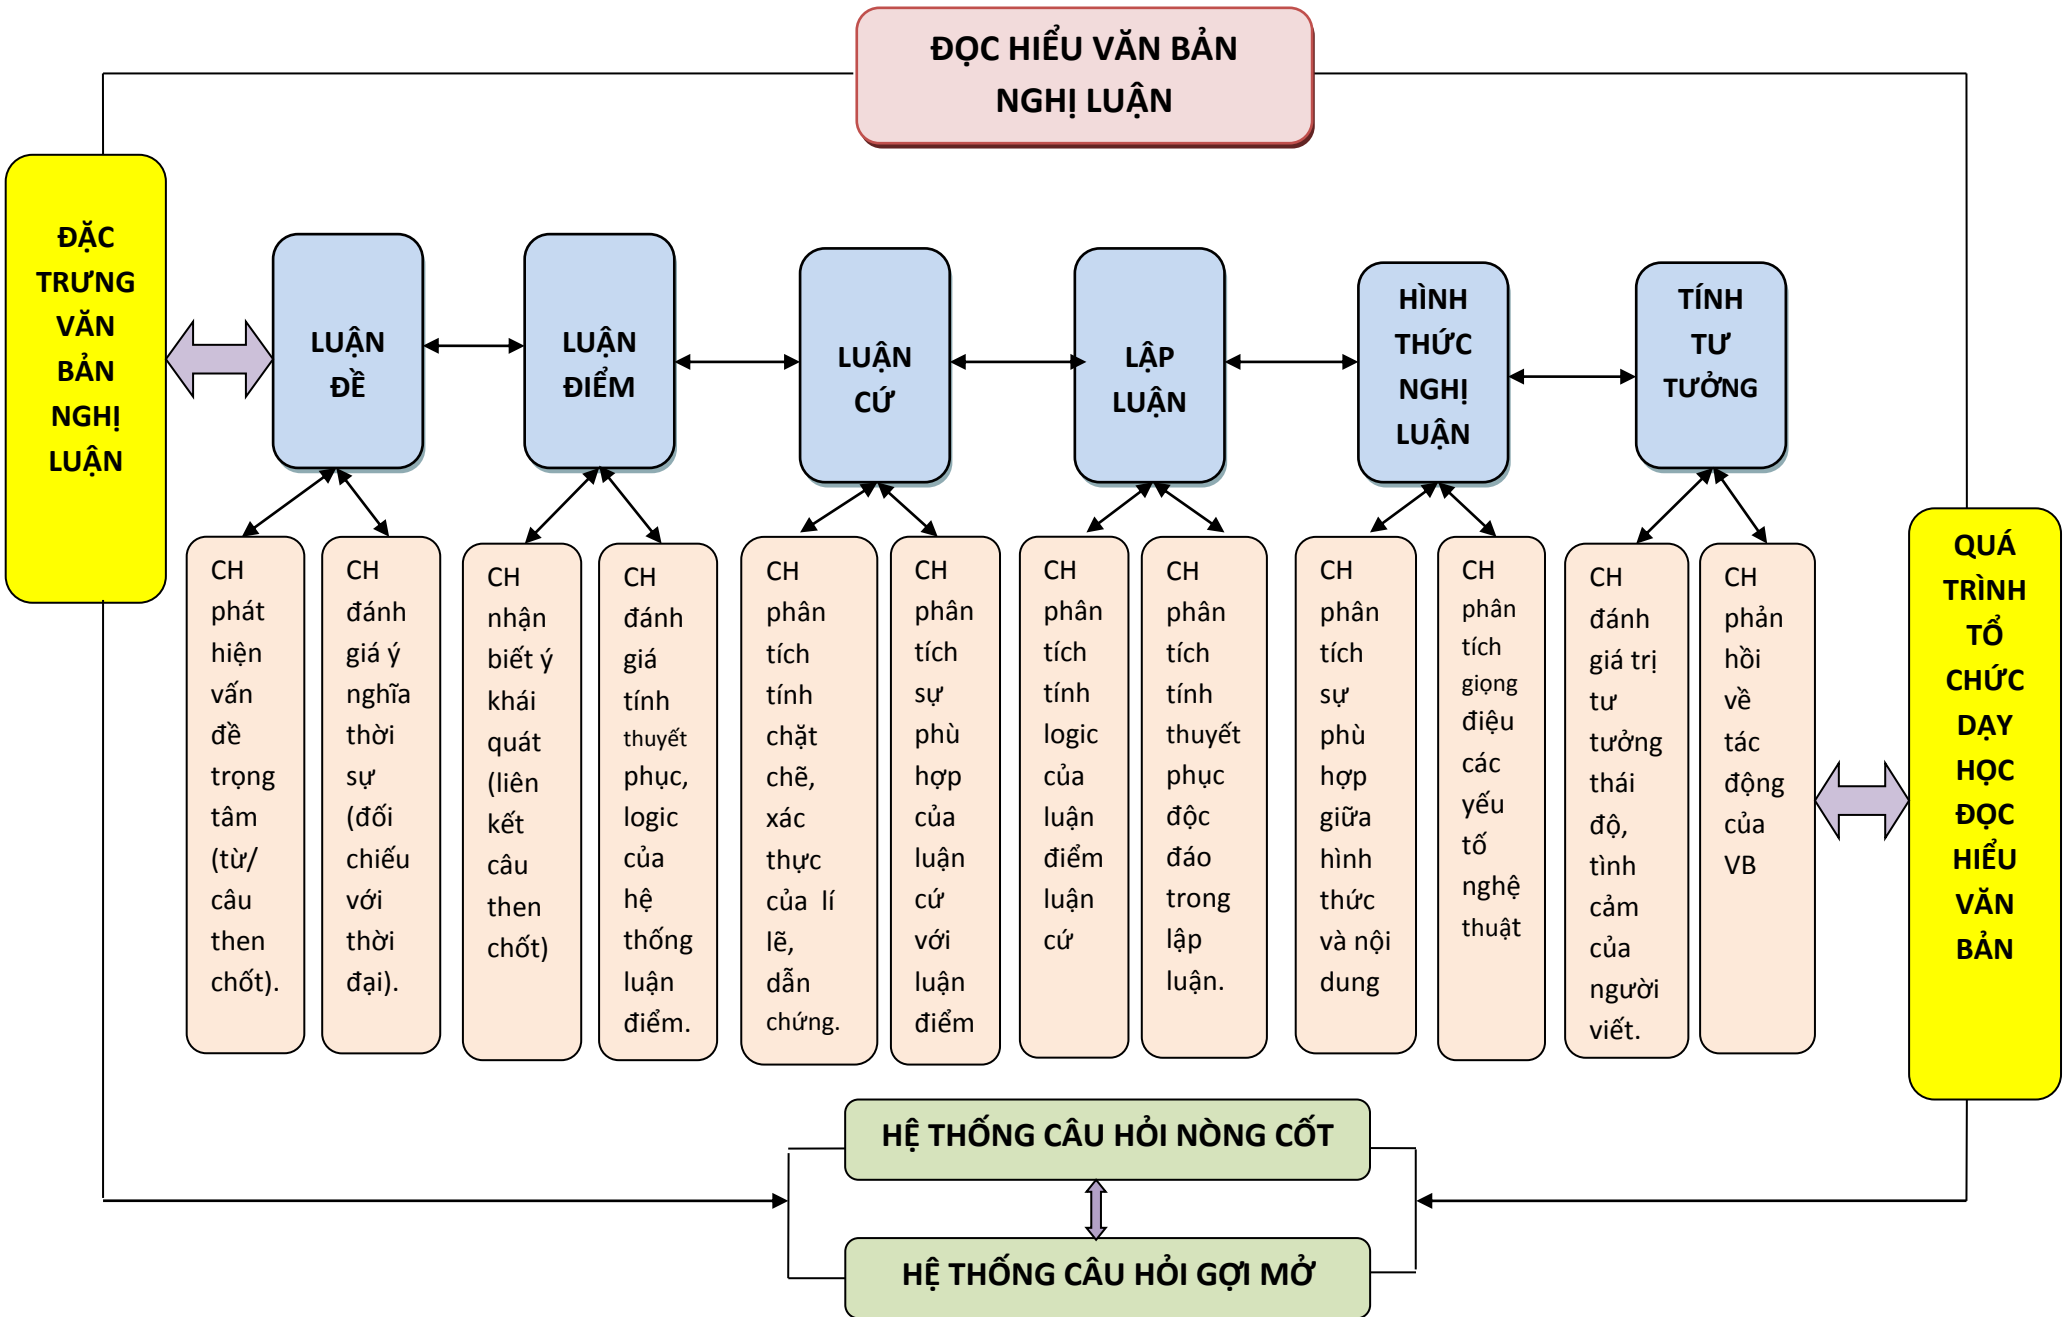 ĐỌC HIỂU VĂN BẢN
NGHỊ LUẬN
ĐẶC
TRƯNG
VĂN
BẢN
NGHỊ
LUẬN
LUẬN
ĐỀ
LUẬN
ĐIỂM
LUẬN
CỨ
LẬP
LUẬN
HÌNH
THỨC
NGHỊ
LUẬN
TÍNH
TƯ
TƯỞNG
CH
phát
hiện
vấn
đề
trọng
tâm
(từ/
câu
then
chốt).
CH
đánh
giá ý
nghĩa
thời
sự
(đối
chiếu
với
thời
đại).
CH
nhận
biết ý
khái
quát
(liên
kết
câu
then
chốt)
CH
đánh
giá
tính
thuyết
phục,
logic
của
hệ
thống
luận
điểm.
CH
phân
tích
tính
chặt
chẽ,
xác
thực
của lí
lẽ,
dẫn
chứng.
CH
phân
tích
sự
phù
hợp
của
luận
cứ
với
luận
điểm
CH
phân
tích
tính
logic
của
luận
điểm
luận
cứ
CH
phân
tích
tính
thuyết
phục
độc
đáo
trong
lập
luận.
CH
phân
tích
sự
phù
hợp
giữa
hình
thức
và nội
dung
CH
phân
tích
giọng
điệu
các
yếu
tố
nghệ
thuật
CH
đánh
giá trị
tư
tưởng
thái
độ,
tình
cảm
của
người
viết.
CH
phản
hồi
về
tác
động
của
VB
QUÁ
TRÌNH
TỔ
CHỨC
DẠY
HỌC
ĐỌC
HIỂU
VĂN
BẢN
HỆ THỐNG CÂU HỎI NÒNG CỐT
HỆ THỐNG CÂU HỎI GỢI MỞ